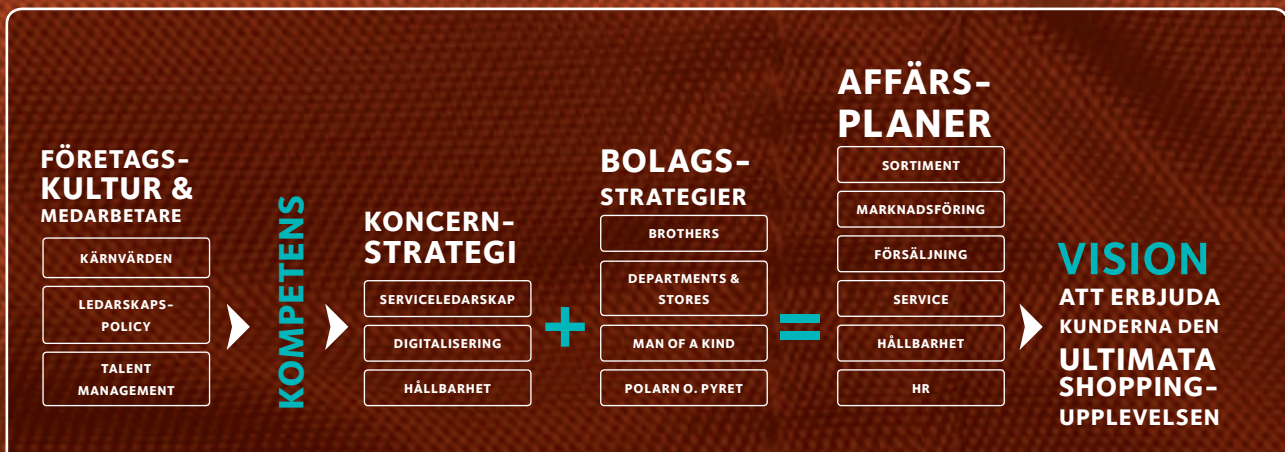 FÖRETAGS-
KULTUR &
MEDARBETARE
KÄRNVÄRDEN
LEDARSKAPS-
POLICY
TALENT
MANAGEMENT
KOMPETENS
KONCERN-
STRATEGI
SERVICELEDARSKAP
DIGITALISERING
HÅLLBARHET
+
BOLAGS-
STRATEGIER
BROTHERS
DEPARTMENTS &
STORES
MAN OF A KIND
POLARN O. PYRET
=
AFFÄRS-
PLANER
SORTIMENT
MARKNADSFÖRING
FÖRSÄLJNING
SERVICE
HÅLLBARHET
HR
VISION
ATT ERBJUDA
KUNDERNA DEN
ULTIMATA
SHOPPING-
UPPLEVELSEN